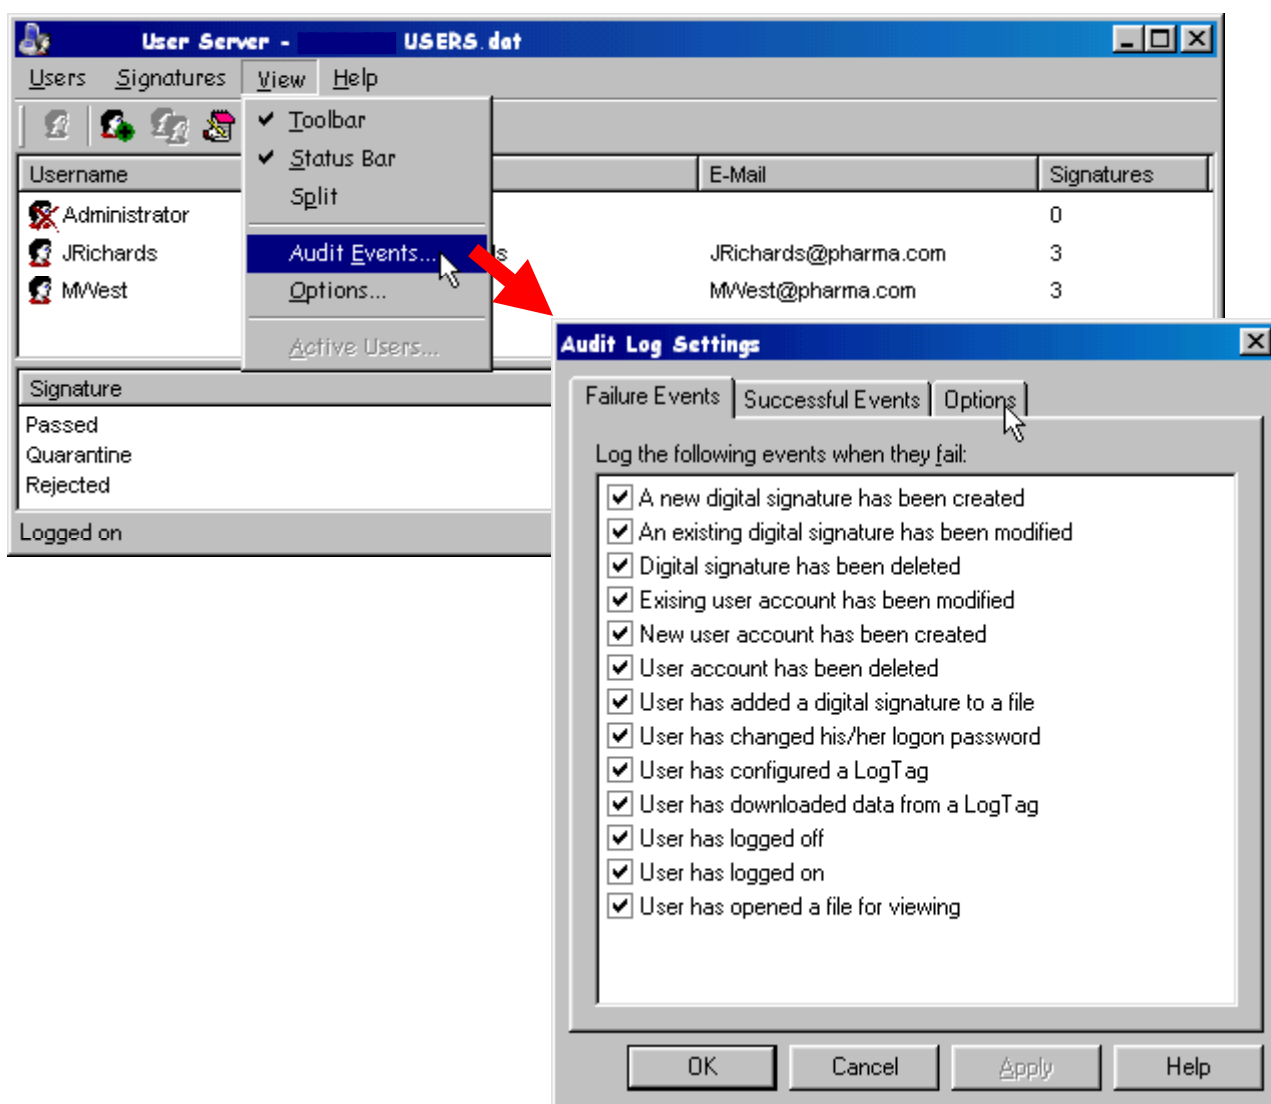 User Server - USERS.dat
Users Signatures View Help
Toolbar
Status Bar
Split
Audit Events...
Options...
Active Users...
Username E-Mail Signatures
Administrator 0
JRichards JRichards@pharma.com 3
MWest MWest@pharma.com 3
Signature
Passed
Quarantine
Rejected
Logged on
Audit Log Settings
Failure Events Successful Events Options
Log the following events when they fail:
A new digital signature has been created
An existing digital signature has been modified
Digital signature has been deleted
Exising user account has been modified
New user account has been created
User account has been deleted
User has added a digital signature to a file
User has changed his/her logon password
User has configured a LogTag
User has downloaded data from a LogTag
User has logged off
User has logged on
User has opened a file for viewing
OK Cancel Apply Help